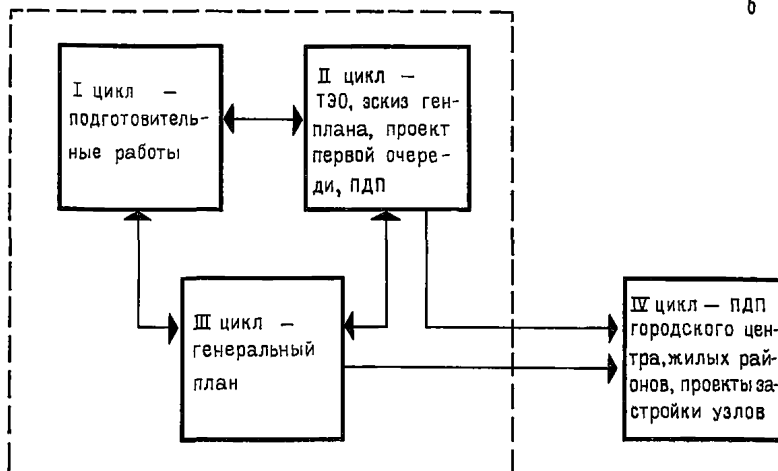 б
I цикл —
подготовитель-
ные работы
II цикл —
ТЭО, эскиз ген-
плана, проект
первой очере-
ди, ПДП
III цикл —
генеральный
план
IV цикл — ПДП
городского цен-
тра, жилых рай-
онов, проекты за-
стройки узлов